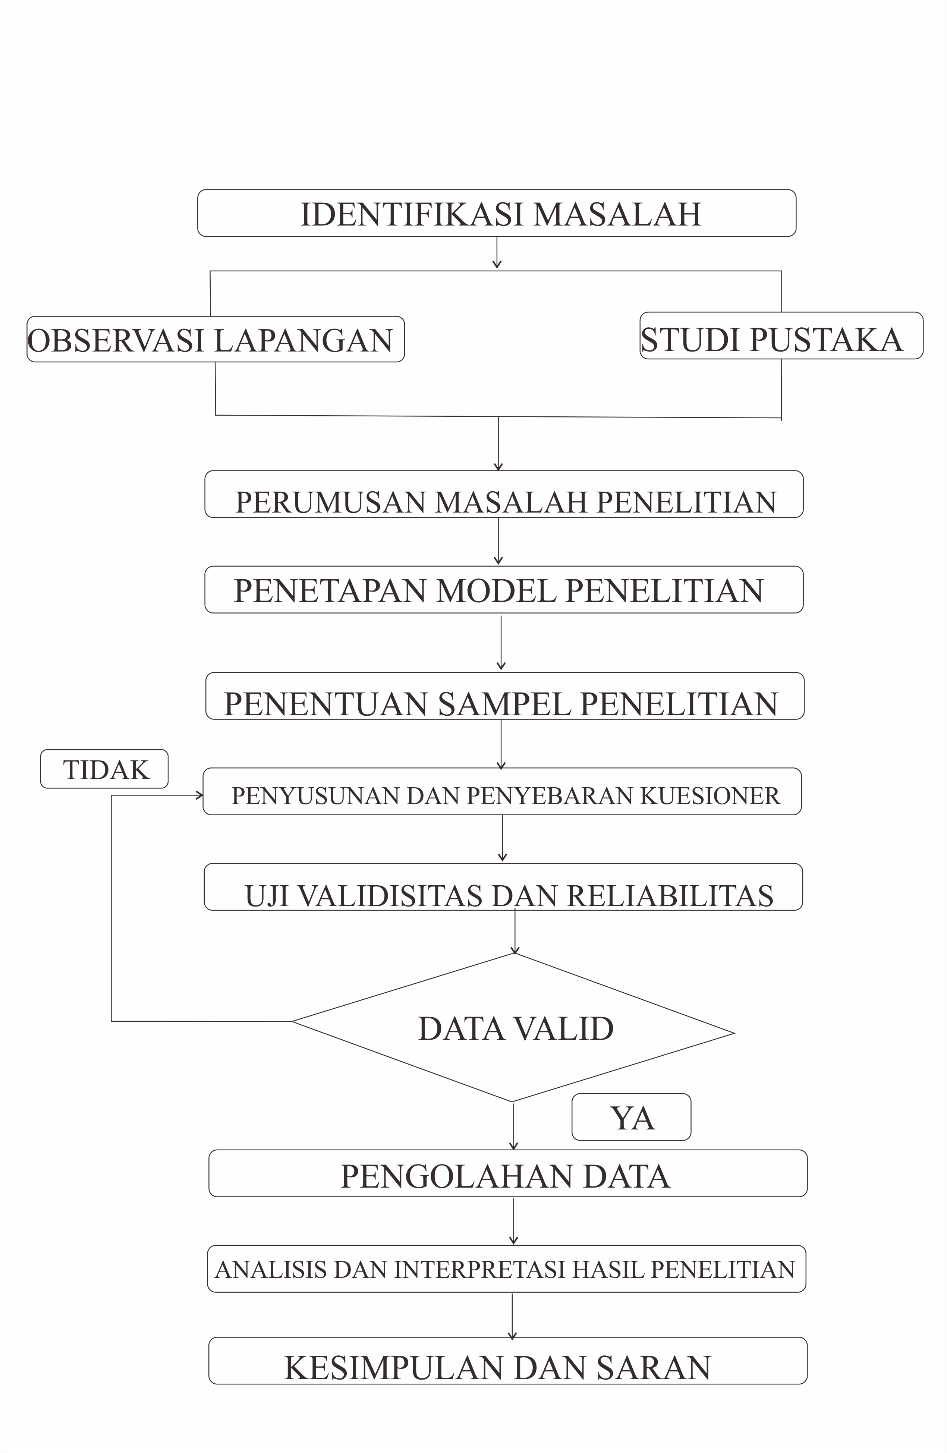 IDENTIFIKASI MASALAH
OBSERVASI LAPANGAN
STUDI PUSTAKA
PERUMUSAN MASALAH PENELITIAN
PENETAPAN MODEL PENELITIAN
PENENTUAN SAMPEL PENELITIAN
TIDAK
PENYUSUNAN DAN PENYEBARAN KUESIONER
UJI VALIDISITAS DAN RELIABILITAS
DATA VALID
YA
PENGOLAHAN DATA
ANALISIS DAN INTERPRETASI HASIL PENELITIAN
KESIMPULAN DAN SARAN